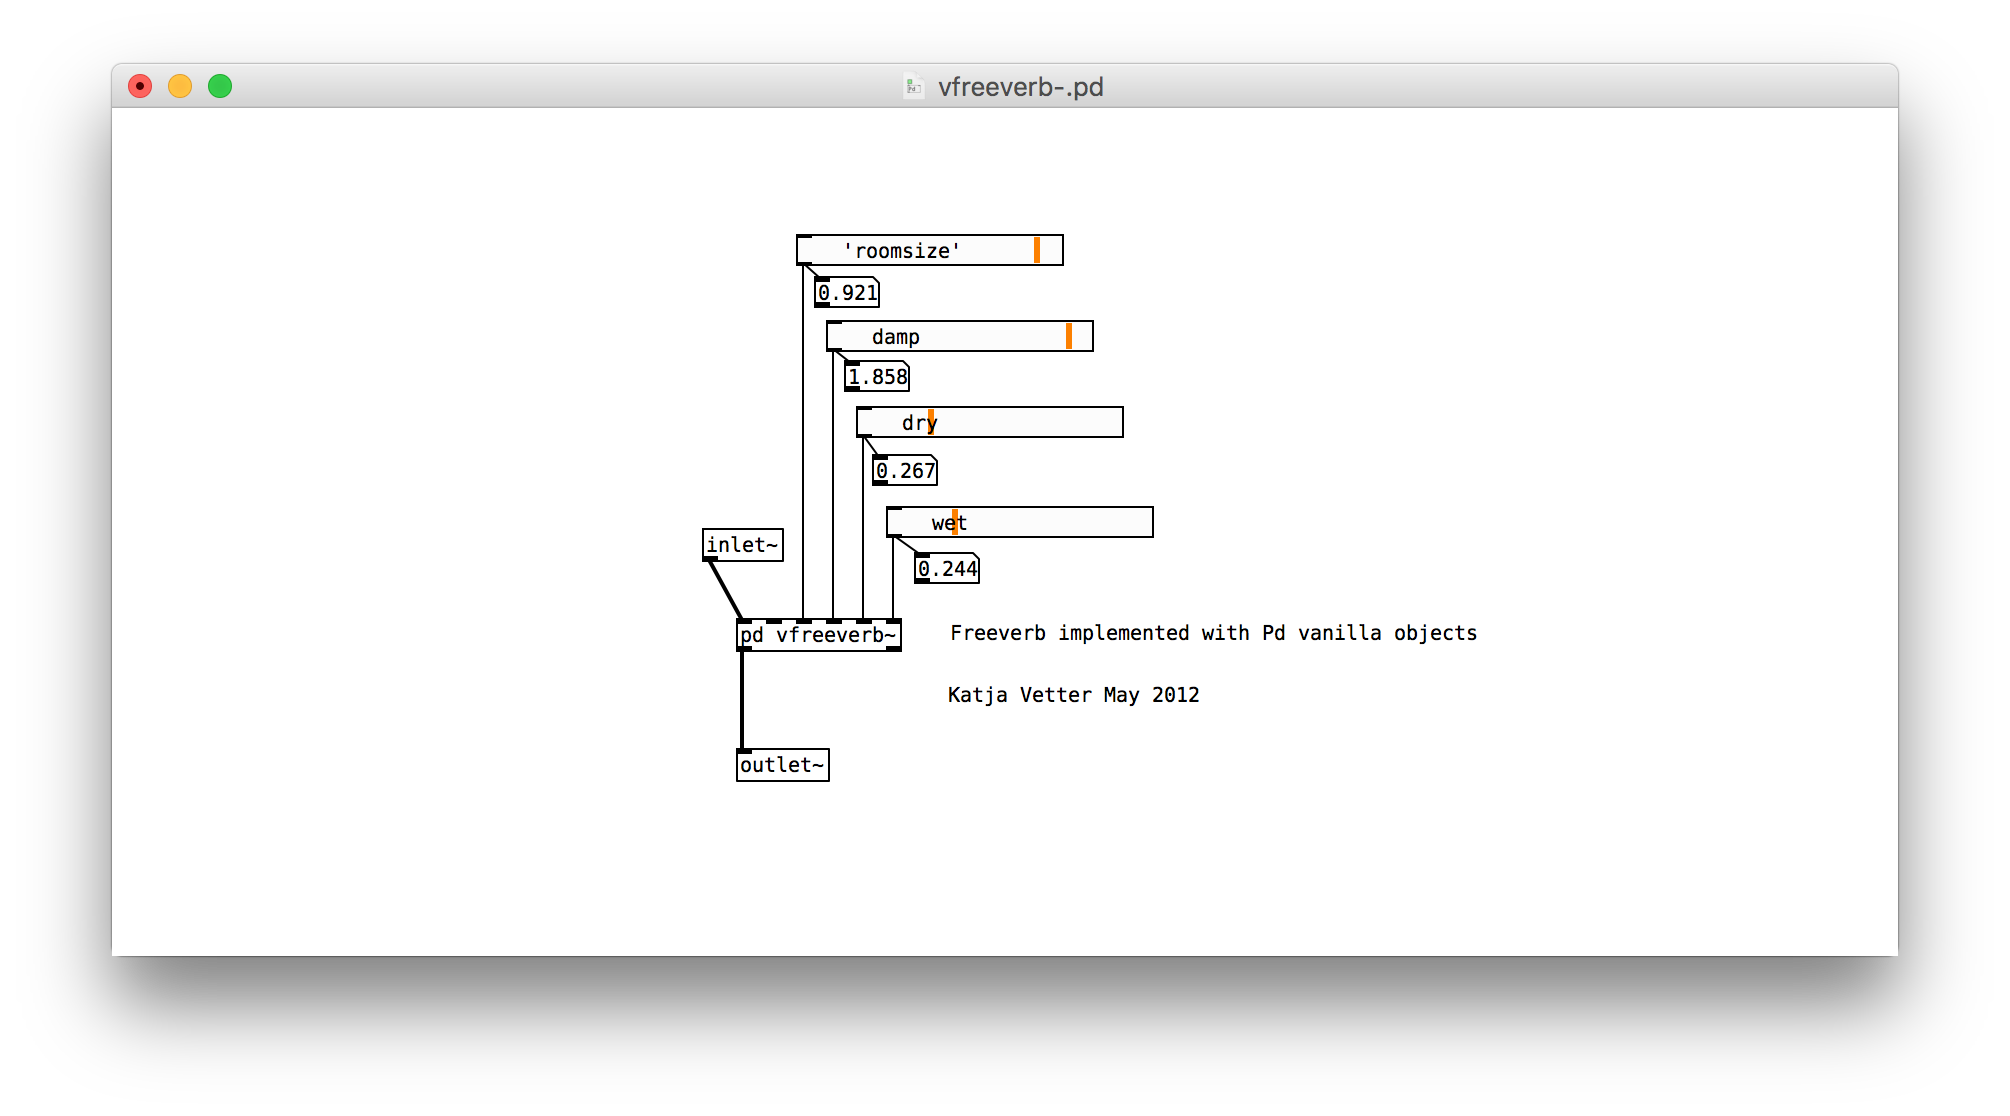 vfreeverb~.pd
'roomsize'
0.921
damp
1.858
dry
0.267
wet
0.244
inlet~
pd vfreeverb~
Freeverb implemented with Pd vanilla objects
Katja Vetter May 2012
outlet~